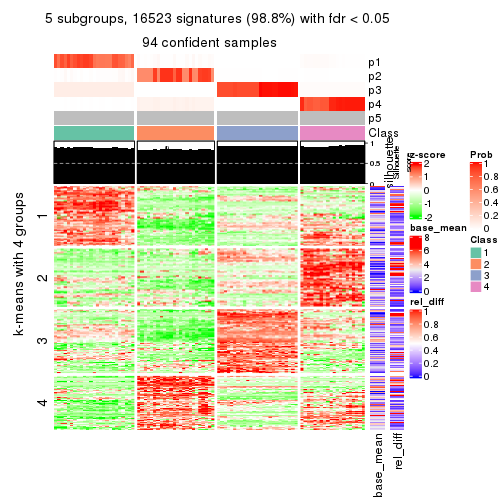 5 subgroups, 16523 signatures (98.8%) with fdr < 0.05
94 confident samples
p1
p2
p3
p4
p5
Class
1
0.5
0
silhouette
Silhouette
score
k-means with 4 groups
1
2
3
4
base_mean
rel_diff
z-score
2
1
0
-1
-2
base_mean
8
6
4
2
0
rel_diff
1
0.8
0.6
0.4
0.2
0
Prob
1
0.8
0.6
0.4
0.2
0
Class
1
2
3
4